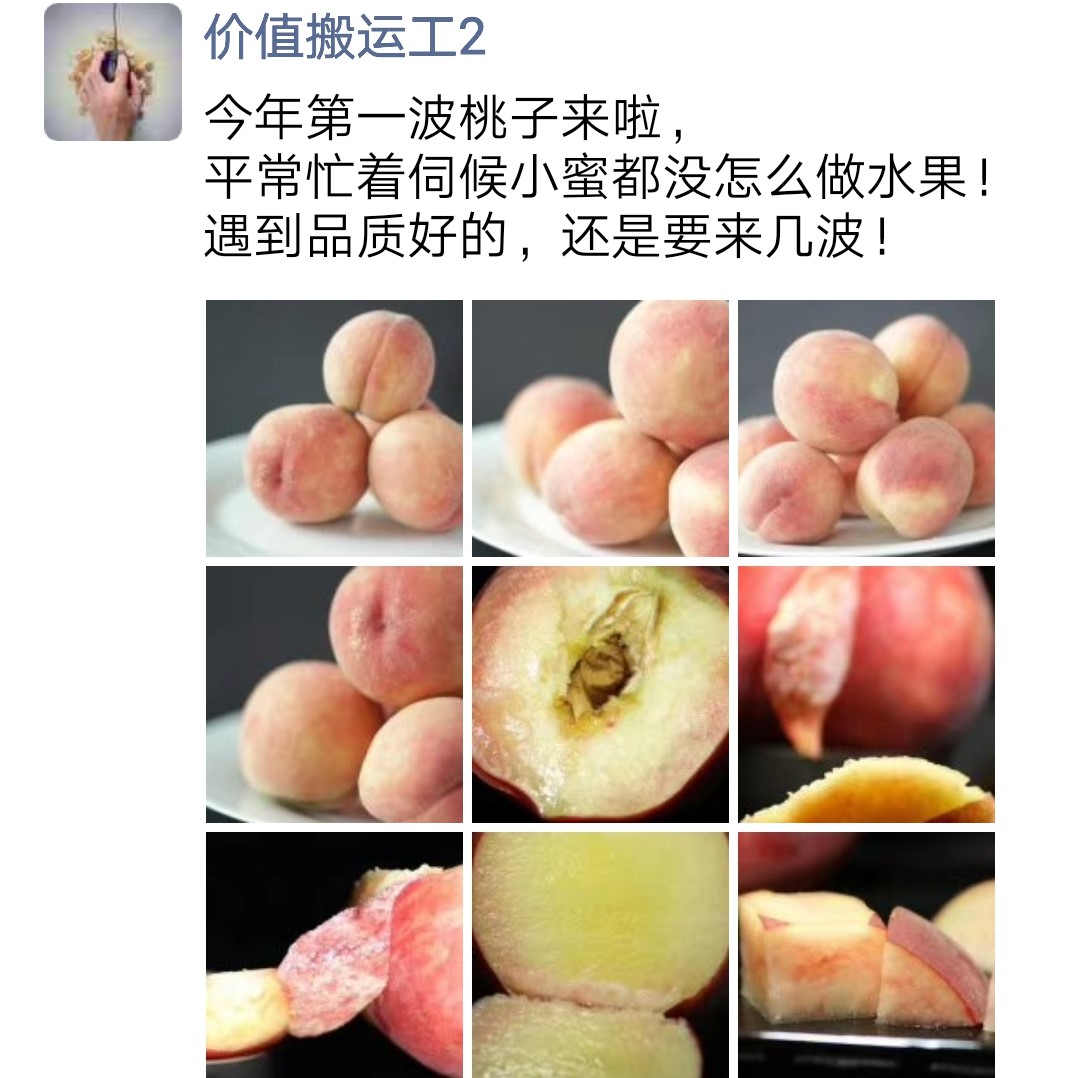 价值搬运工2
今年第一波桃子来啦，
平常忙着伺候小蜜都没怎么做水果！
遇到品质好的，还是要来几波！